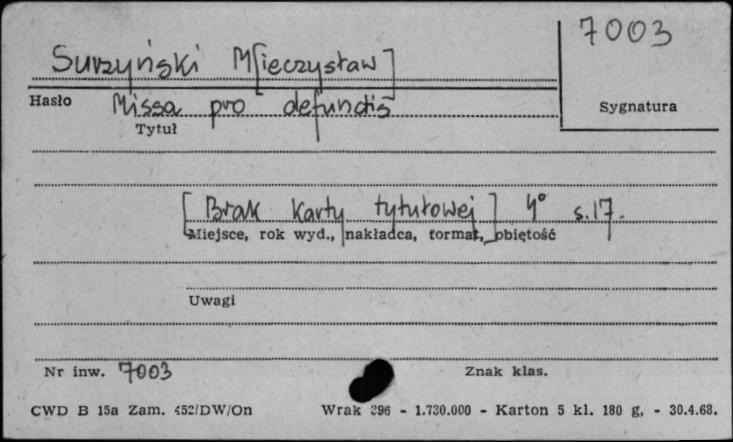 7003
Surzyński M[ieczysław]
Hasło
Missa pro defunctis
Sygnatura
Tytuł
[Brak karty tytułowej] 4° s.17.
Miejsce, rok wyd., nakładca, format, objętość
Uwagi
Nr inw. 7003
Znak klas.
CWD B 15a Zam. 452/DW/On Wrak 396 - 1.730.000 - Karton 5 kl. 180 g. - 30.4.68.